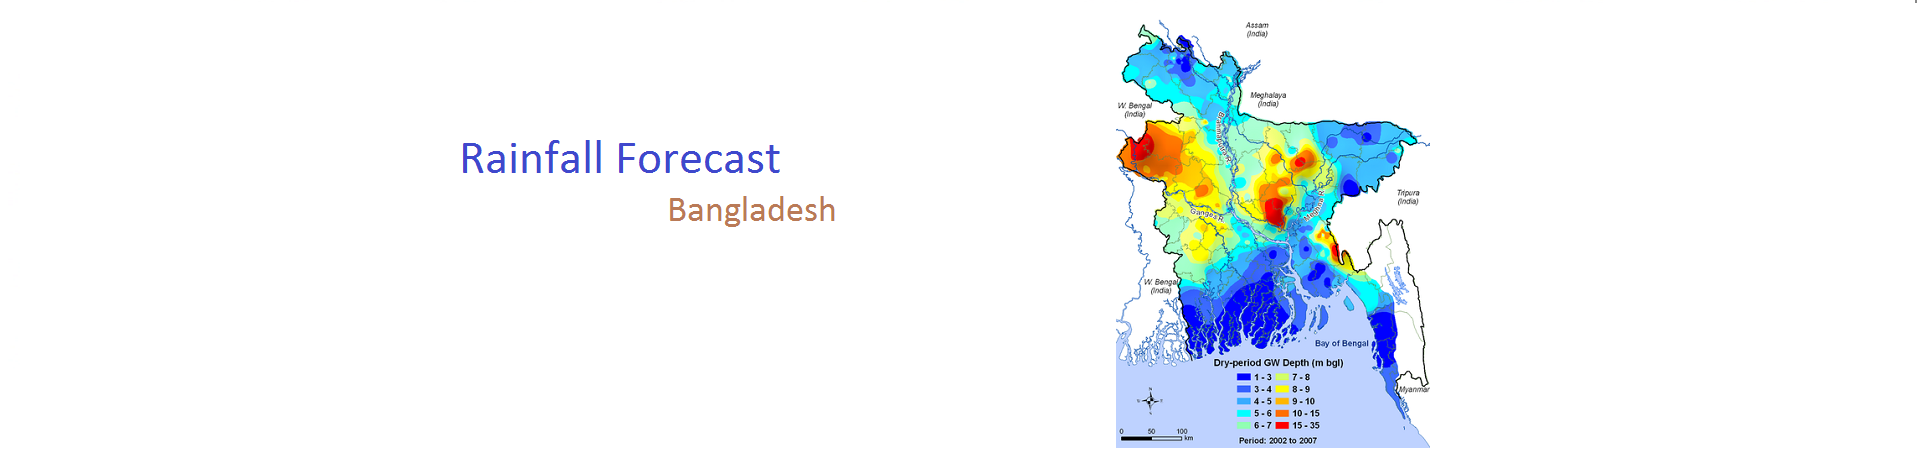 Rainfall Forecast
Bangladesh
Assam
(India)
Meghalaya
(India)
W. Bengal
(India)
Brahmaputra R.
Tripura
(India)
Ganges R.
Meghna R.
W. Bengal
(India)
Bay of Bengal
Myanmar
Dry-period GW Depth (m bgl)
1 - 3 7 - 8
3 - 4 8 - 9
4 - 5 9 - 10
5 - 6 10 - 15
6 - 7 15 - 35
0 50 100
km
Period: 2002 to 2007